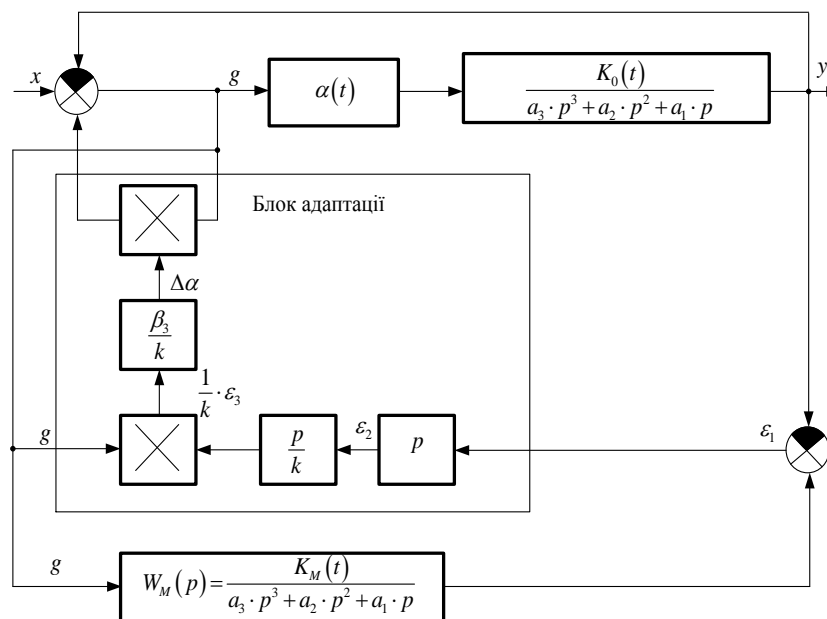 x
g
α(t)
K₀(t) / (a₃ · p³ + a₂ · p² + a₁ · p)
y
Блок адаптації
Δα
β₃ / k
1/k · ε₃
g
p / k
ε₂
p
ε₁
g
W_M(p) = K_M(t) / (a₃ · p³ + a₂ · p² + a₁ · p)